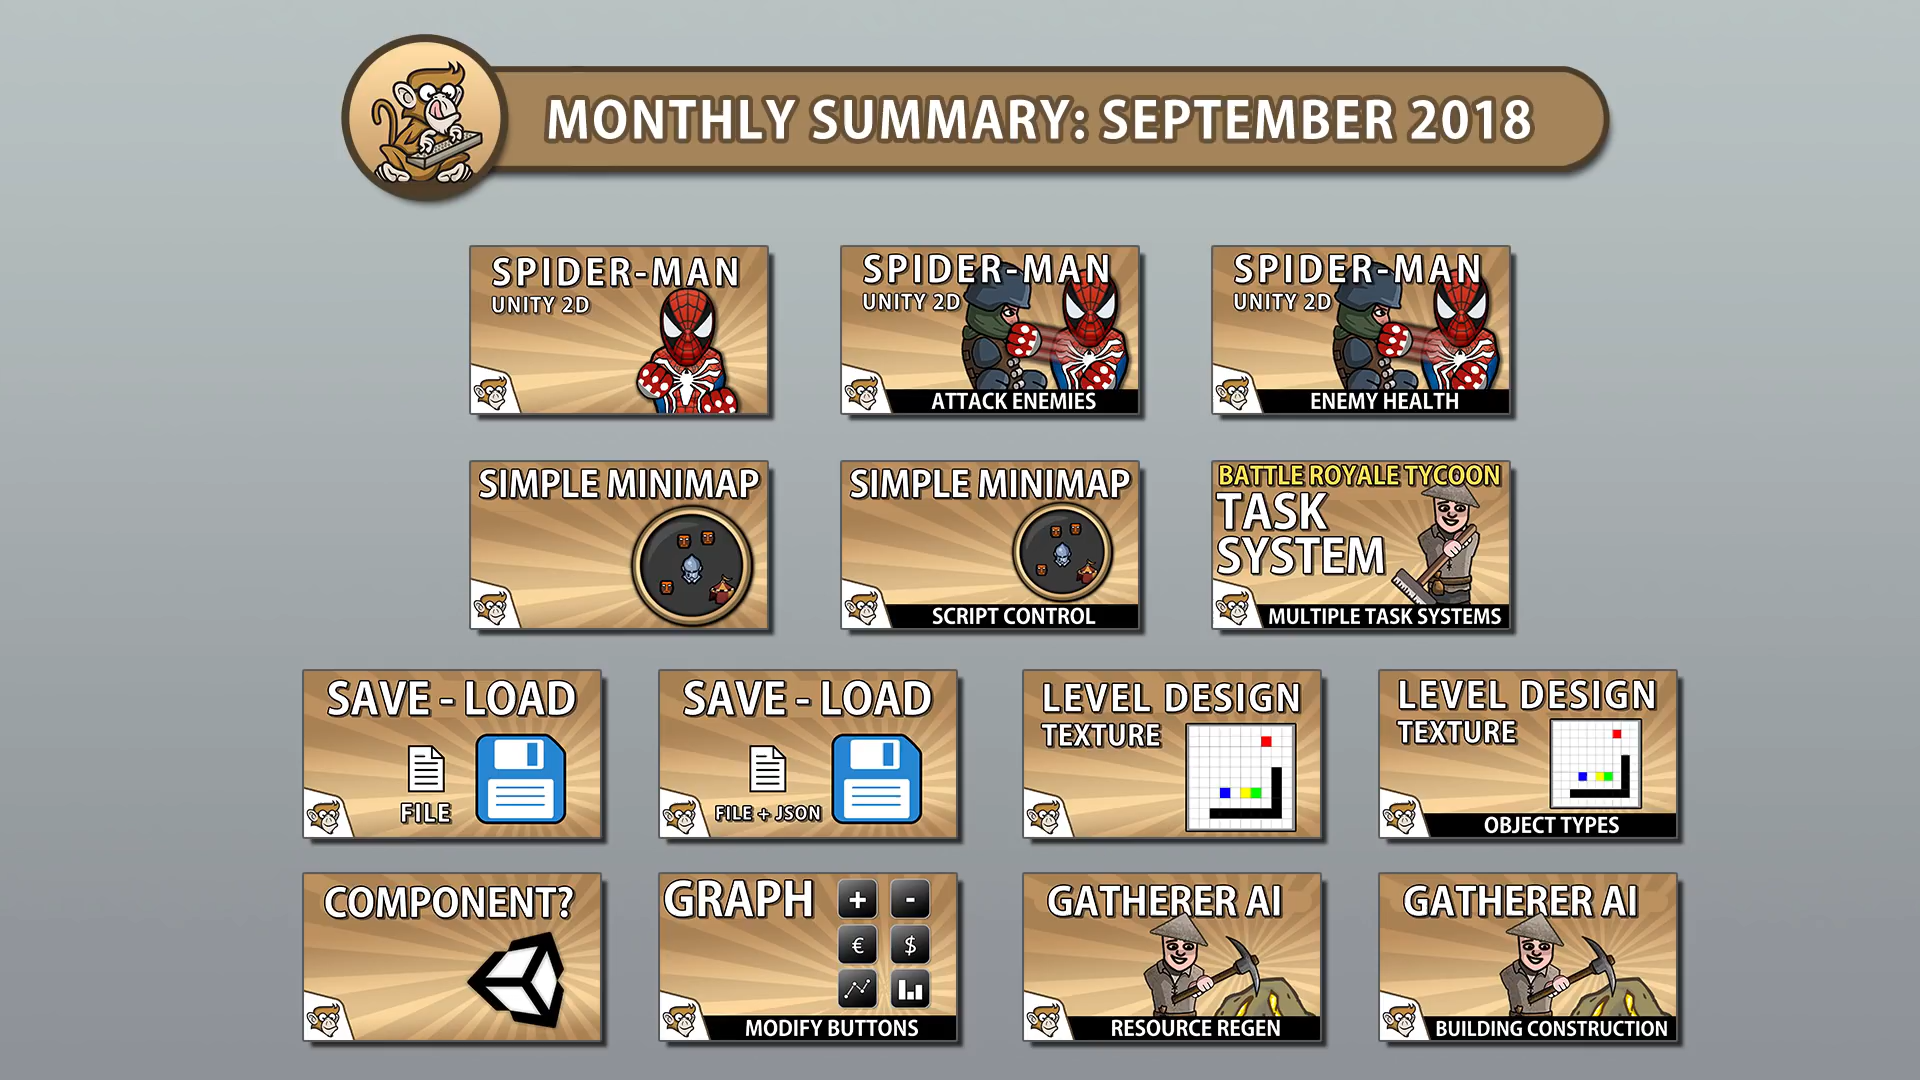 MONTHLY SUMMARY: SEPTEMBER 2018
SPIDER-MAN
UNITY 2D
SPIDER-MAN
UNITY 2D
ATTACK ENEMIES
SPIDER-MAN
UNITY 2D
ENEMY HEALTH
SIMPLE MINIMAP
SIMPLE MINIMAP
SCRIPT CONTROL
BATTLE ROYALE TYCOON
TASK
SYSTEM
MULTIPLE TASK SYSTEMS
SAVE - LOAD
FILE
SAVE - LOAD
FILE + JSON
LEVEL DESIGN
TEXTURE
LEVEL DESIGN
TEXTURE
OBJECT TYPES
COMPONENT?
GRAPH
+ -
€ $
MODIFY BUTTONS
GATHERER AI
RESOURCE REGEN
GATHERER AI
BUILDING CONSTRUCTION